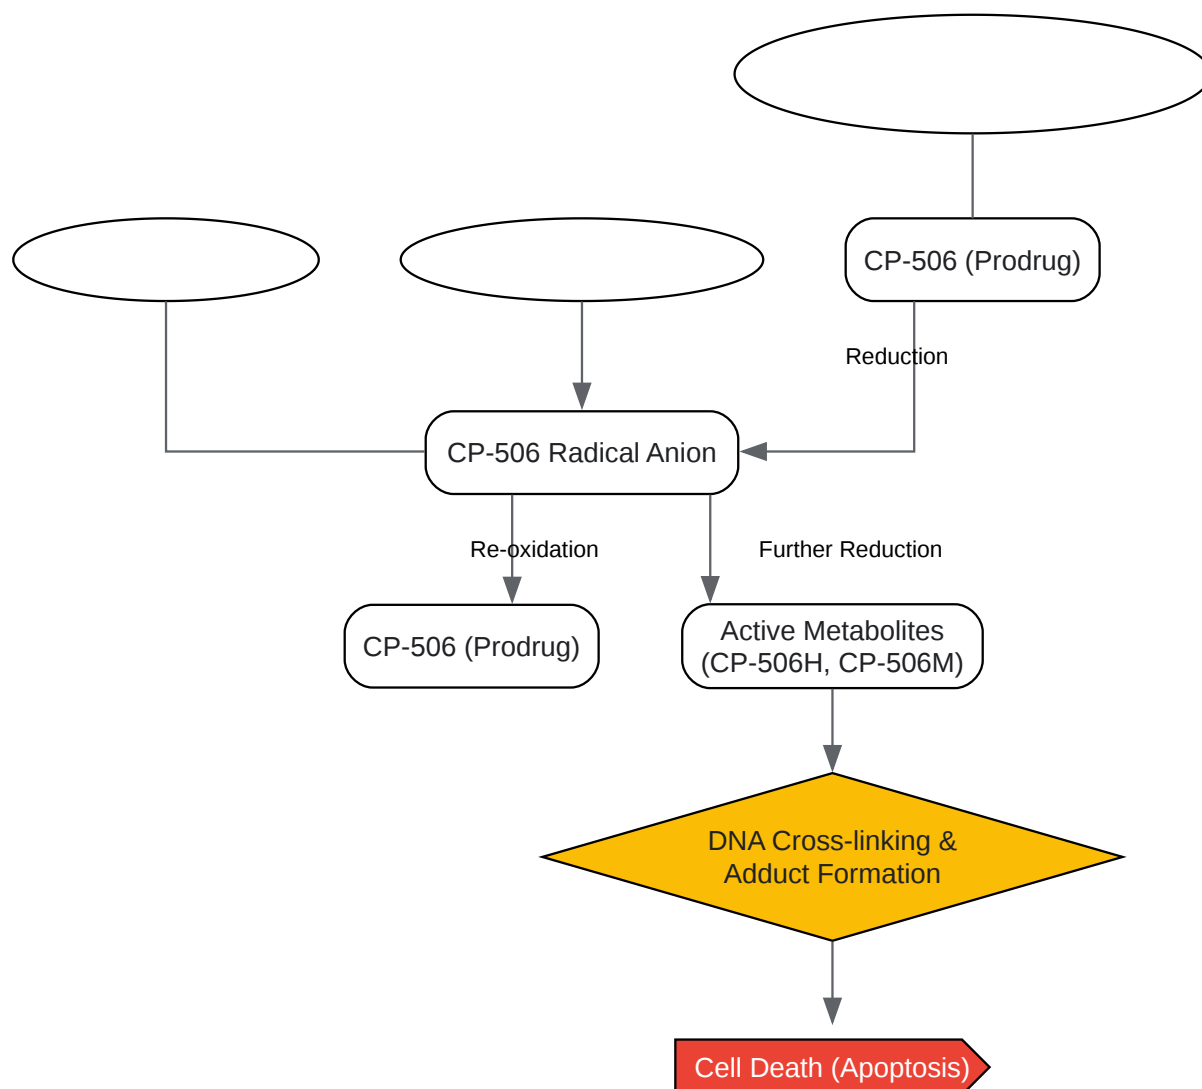 CP-506 (Prodrug)
Reduction
CP-506 Radical Anion
Re-oxidation
Further Reduction
CP-506 (Prodrug)
Active Metabolites
(CP-506H, CP-506M)
DNA Cross-linking &
Adduct Formation
Cell Death (Apoptosis)